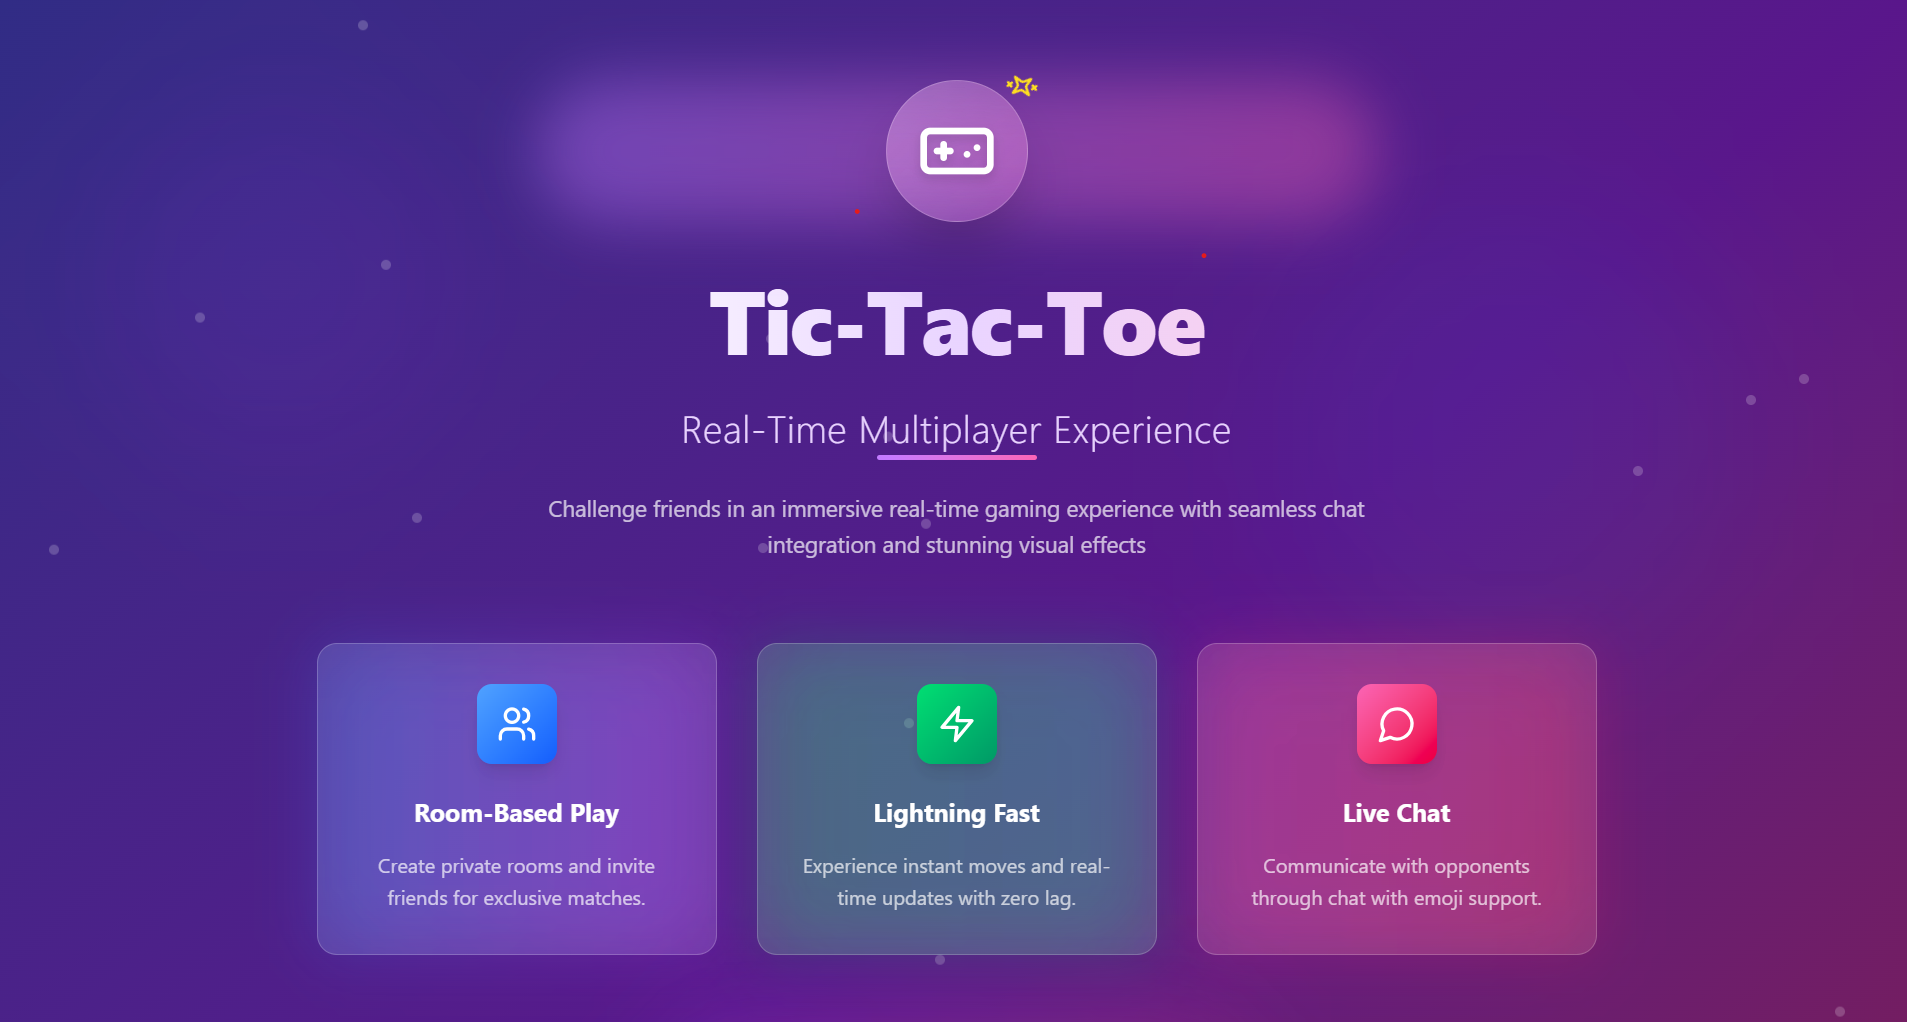 Tic-Tac-Toe
Real-Time Multiplayer Experience
Challenge friends in an immersive real-time gaming experience with seamless chat
integration and stunning visual effects
Room-Based Play
Create private rooms and invite
friends for exclusive matches.
Lightning Fast
Experience instant moves and real-
time updates with zero lag.
Live Chat
Communicate with opponents
through chat with emoji support.